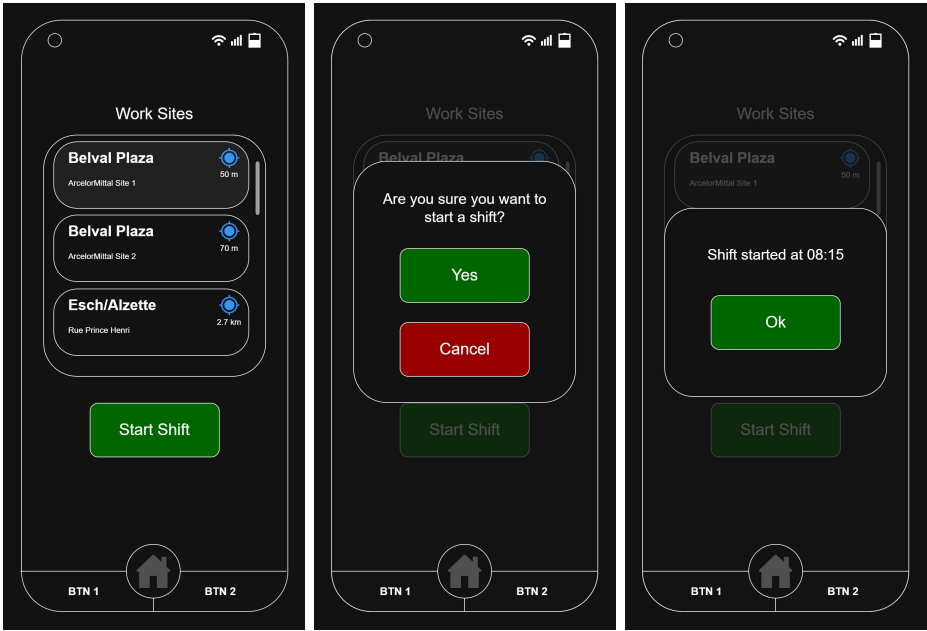 Work Sites
Belval Plaza
50 m
ArcelorMittal Site 1
Belval Plaza
70 m
ArcelorMittal Site 2
Esch/Alzette
2.7 km
Rue Prince Henri
Start Shift
BTN 1
BTN 2
Work Sites
Belval Plaza
Are you sure you want to
start a shift?
Yes
Cancel
Start Shift
BTN 1
BTN 2
Work Sites
Belval Plaza
50 m
ArcelorMittal Site 1
Shift started at 08:15
Ok
Start Shift
BTN 1
BTN 2